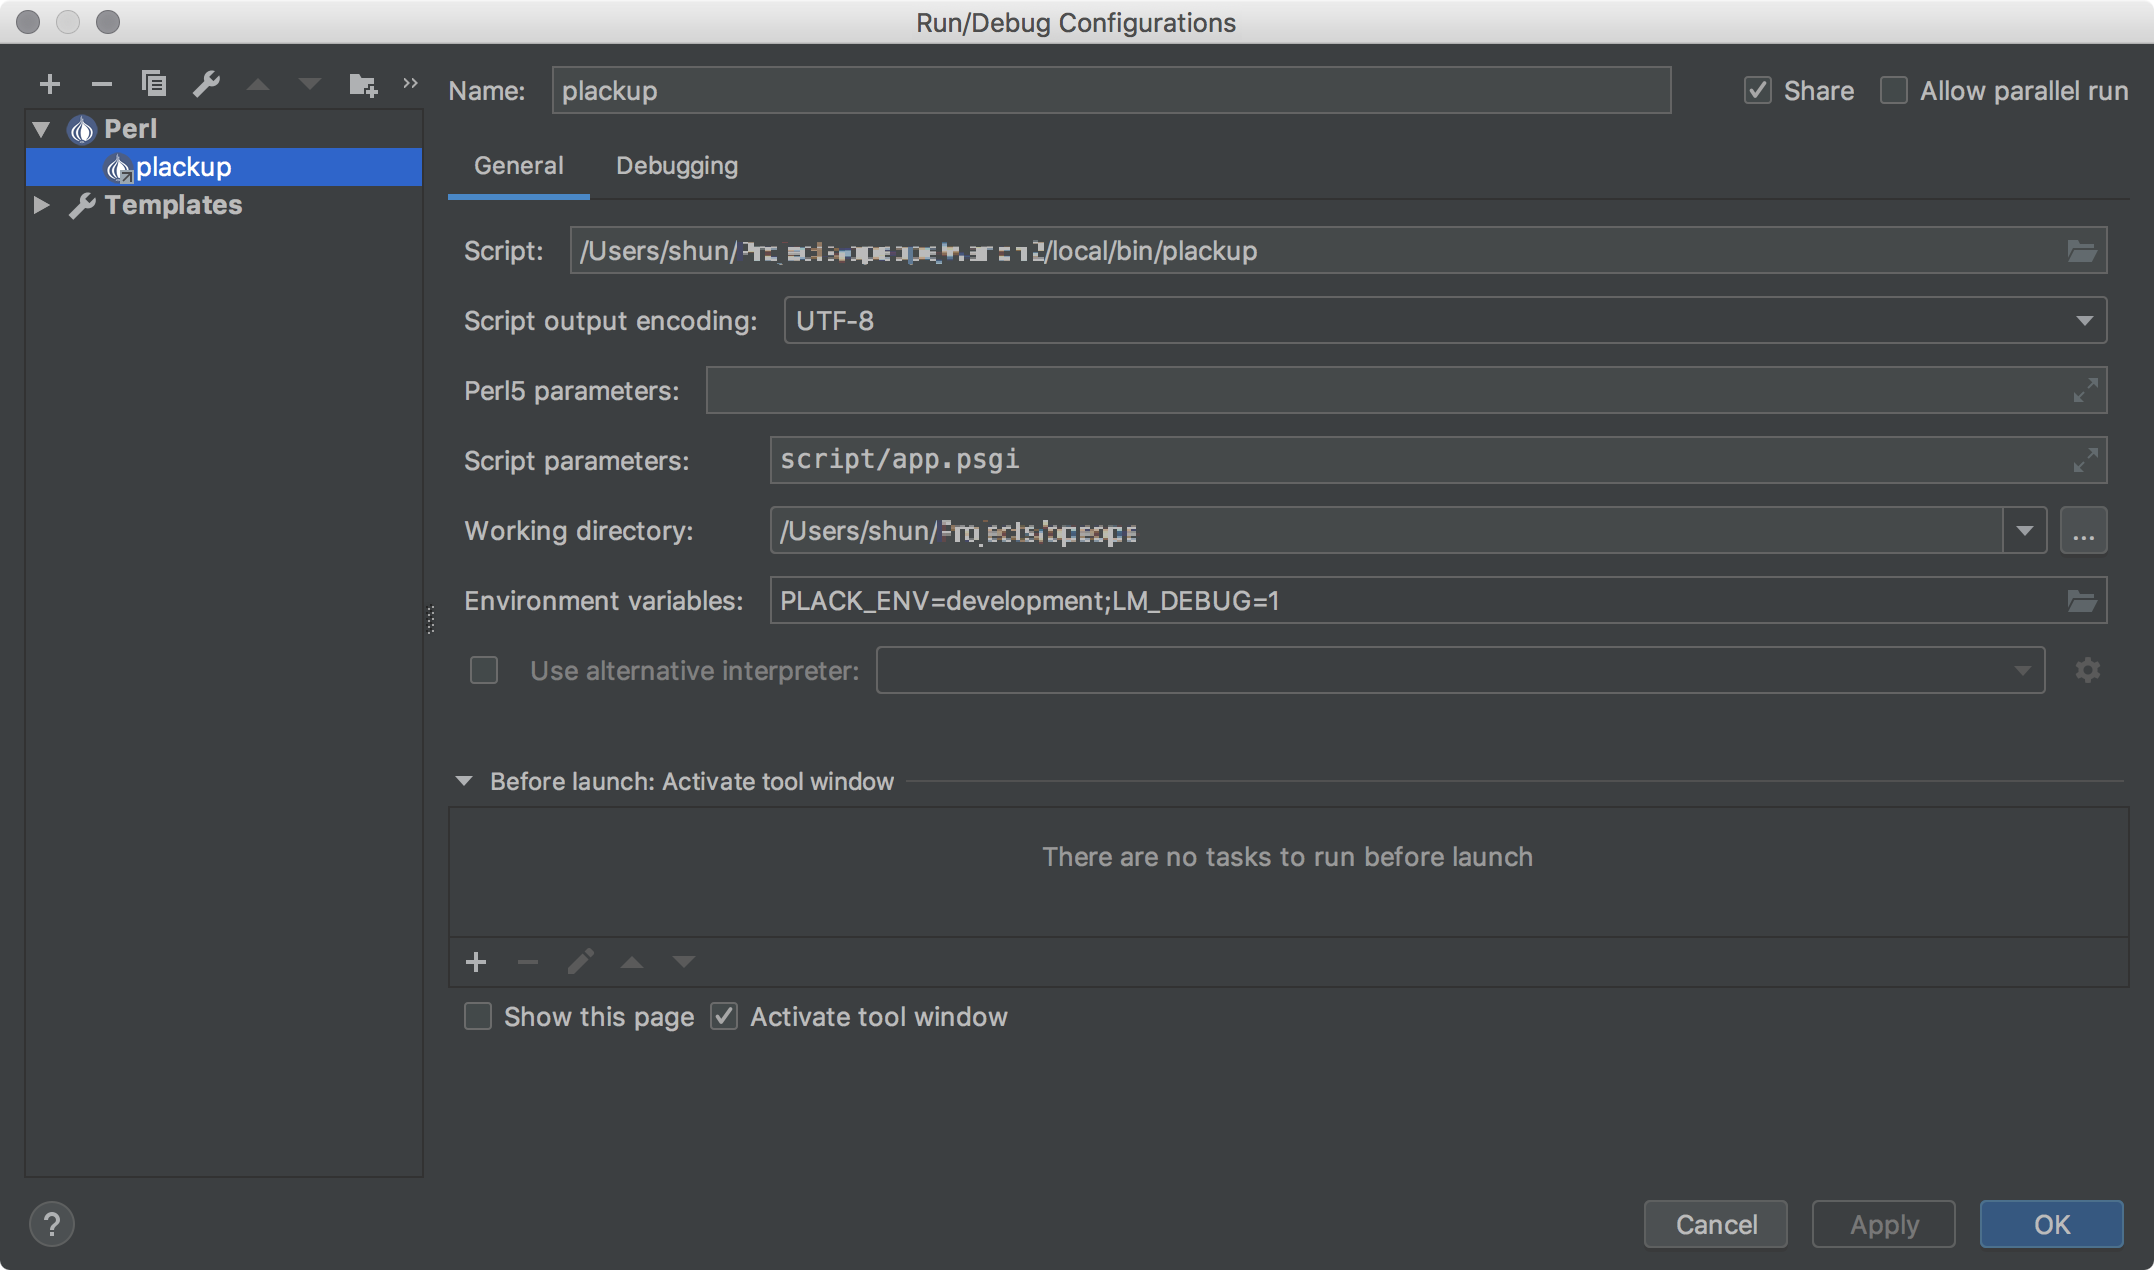 Run/Debug Configurations
Perl
plackup
Templates
Name: plackup
Share
Allow parallel run
General Debugging
Script: /Users/shun/ /local/bin/plackup
Script output encoding: UTF-8
Perl5 parameters:
Script parameters: script/app.psgi
Working directory: /Users/shun/
...
Environment variables: PLACK_ENV=development;LM_DEBUG=1
Use alternative interpreter:
Before launch: Activate tool window
There are no tasks to run before launch
Show this page
Activate tool window
?
Cancel
Apply
OK